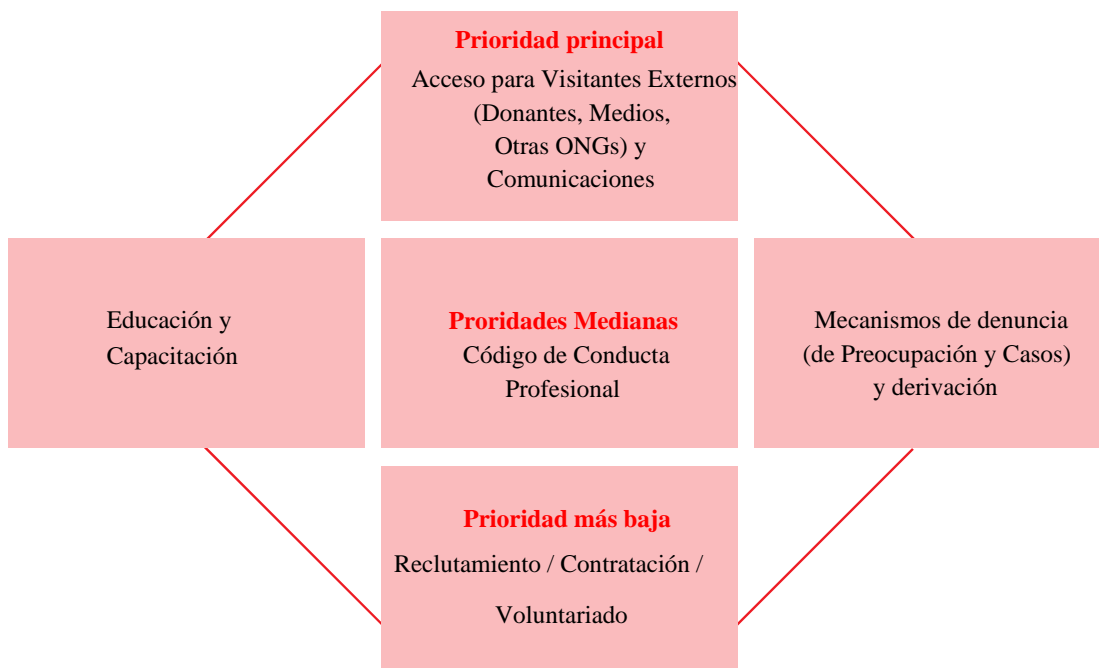 Prioridad principal
Acceso para Visitantes Externos
(Donantes, Medios,
Otras ONGs) y
Comunicaciones
Educación y
Capacitación
Proridades Medianas
Código de Conducta
Profesional
Mecanismos de denuncia
(de Preocupación y Casos)
y derivación
Prioridad más baja
Reclutamiento / Contratación /
Voluntariado